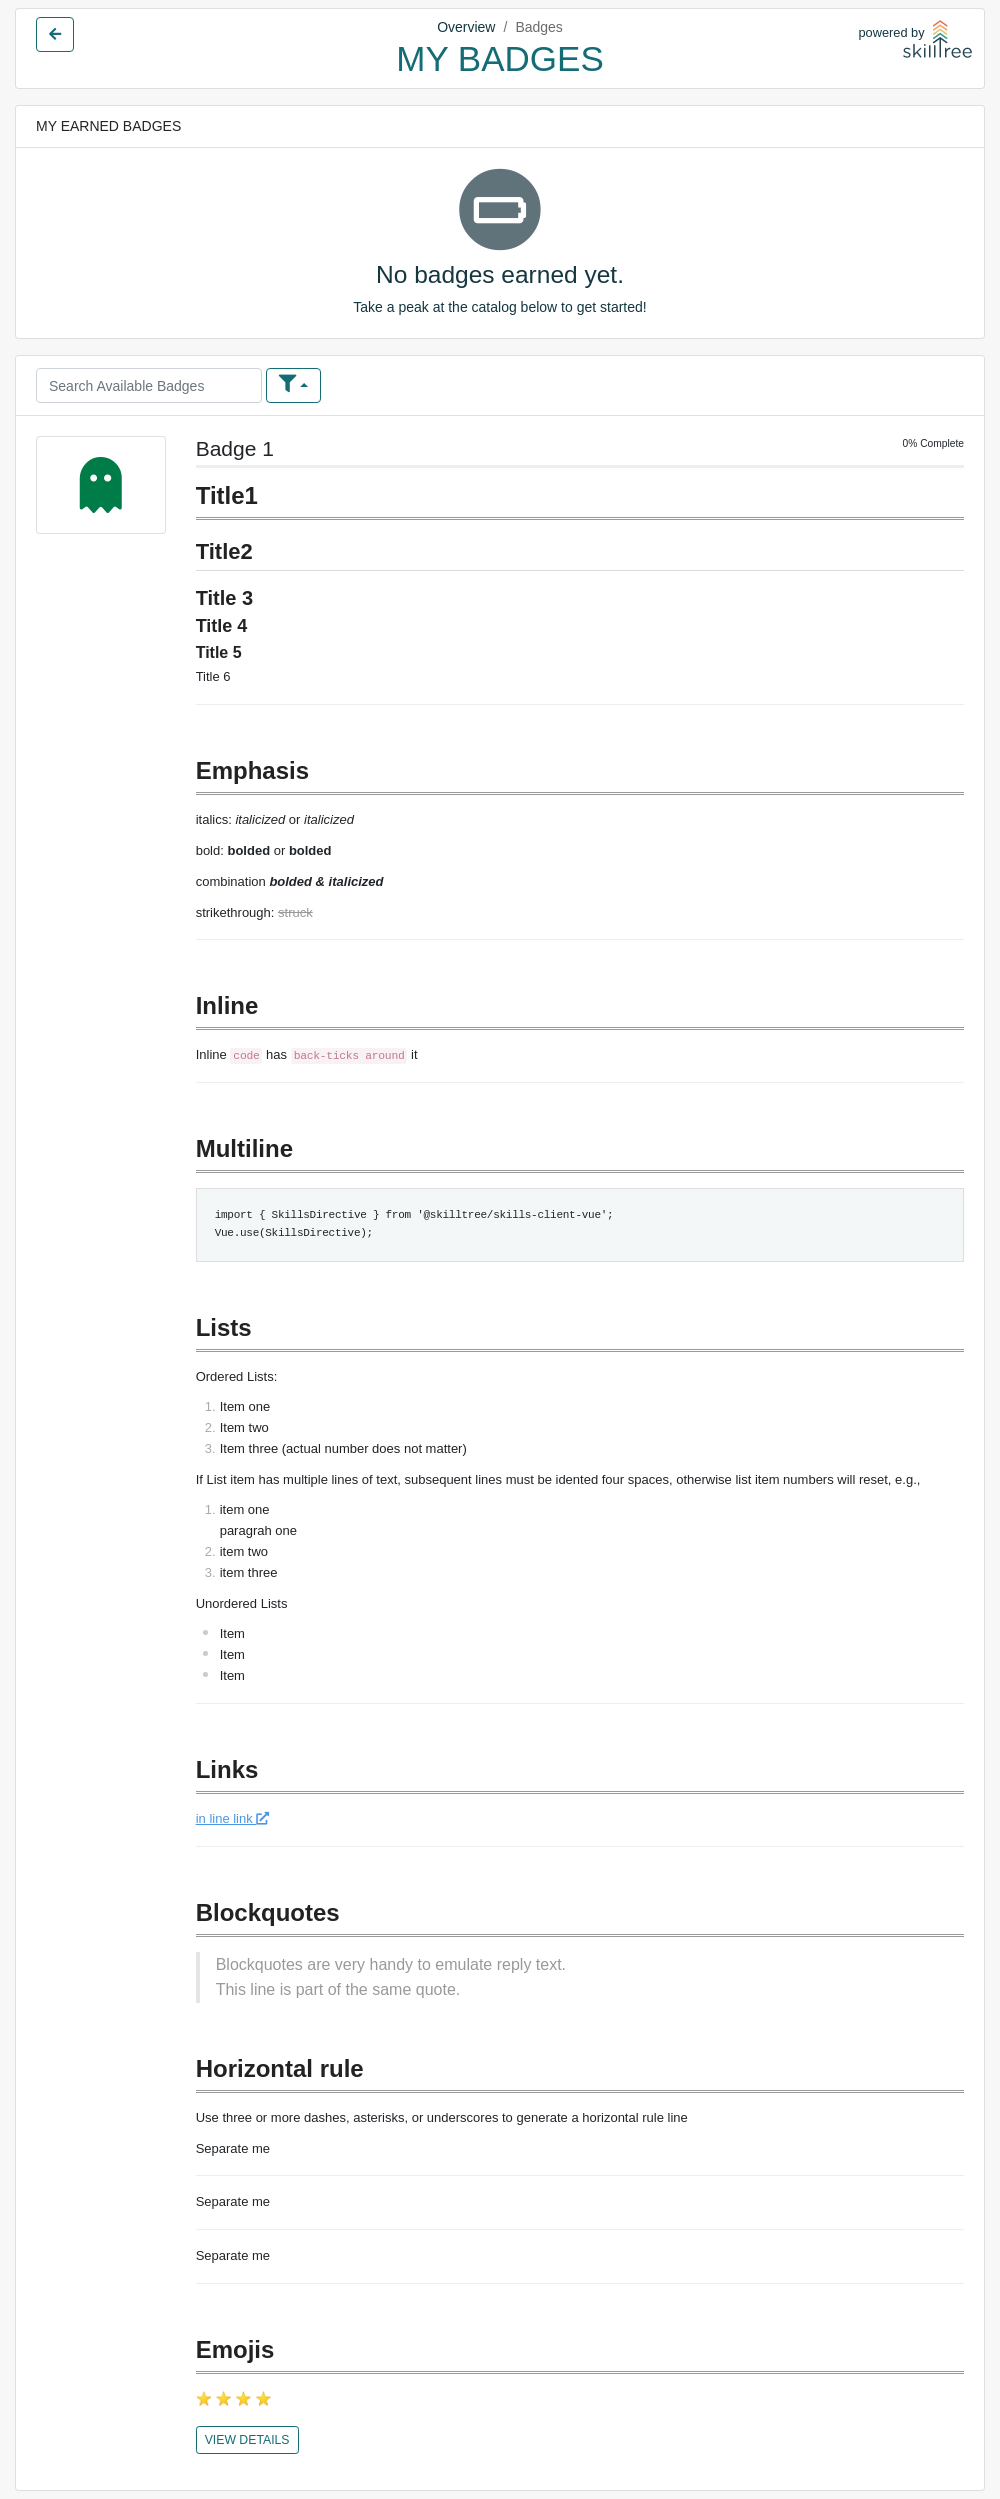 Overview / Badges
MY BADGES
powered by
skilltree
MY EARNED BADGES
No badges earned yet.
Take a peak at the catalog below to get started!
Search Available Badges
Badge 1
0% Complete
Title1
Title2
Title 3
Title 4
Title 5
Title 6
Emphasis
italics: italicized or italicized
bold: bolded or bolded
combination bolded & italicized
strikethrough: struck
Inline
Inline code has back-ticks around it
Multiline
import { SkillsDirective } from '@skilltree/skills-client-vue';
Vue.use(SkillsDirective);
Lists
Ordered Lists:
1. Item one
2. Item two
3. Item three (actual number does not matter)
If List item has multiple lines of text, subsequent lines must be idented four spaces, otherwise list item numbers will reset, e.g.,
1. item one
paragrah one
2. item two
3. item three
Unordered Lists
• Item
• Item
• Item
Links
in line link
Blockquotes
Blockquotes are very handy to emulate reply text.
This line is part of the same quote.
Horizontal rule
Use three or more dashes, asterisks, or underscores to generate a horizontal rule line
Separate me
Separate me
Separate me
Emojis
⭐ ⭐ ⭐ ⭐
VIEW DETAILS